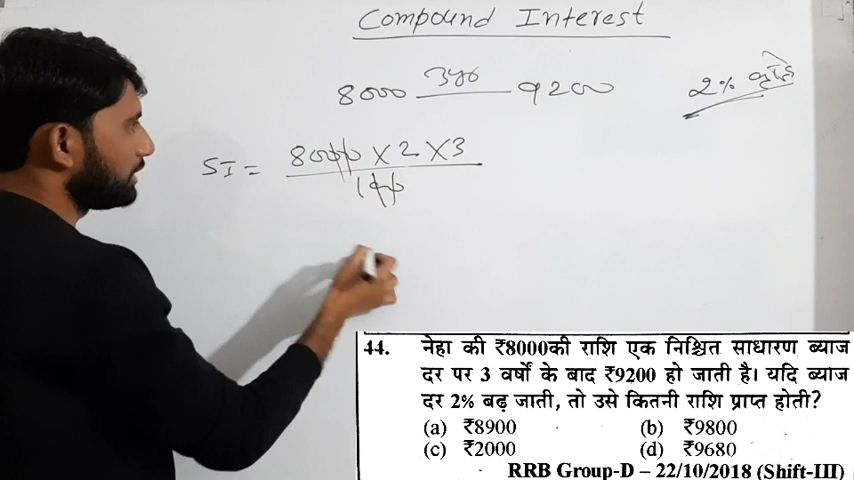 Compound Interest
8000 3yr 9200 2%
SI = 8000 X 2 X 3
100
44. नेहा की ₹8000की राशि एक निश्चित साधारण ब्याज
दर पर 3 वर्षों के बाद ₹9200 हो जाती है। यदि ब्याज
दर 2% बढ़ जाती, तो उसे कितनी राशि प्राप्त होती?
(a) ₹8900 (b) ₹9800
(c) ₹2000 (d) ₹9680
RRB Group-D – 22/10/2018 (Shift-III)